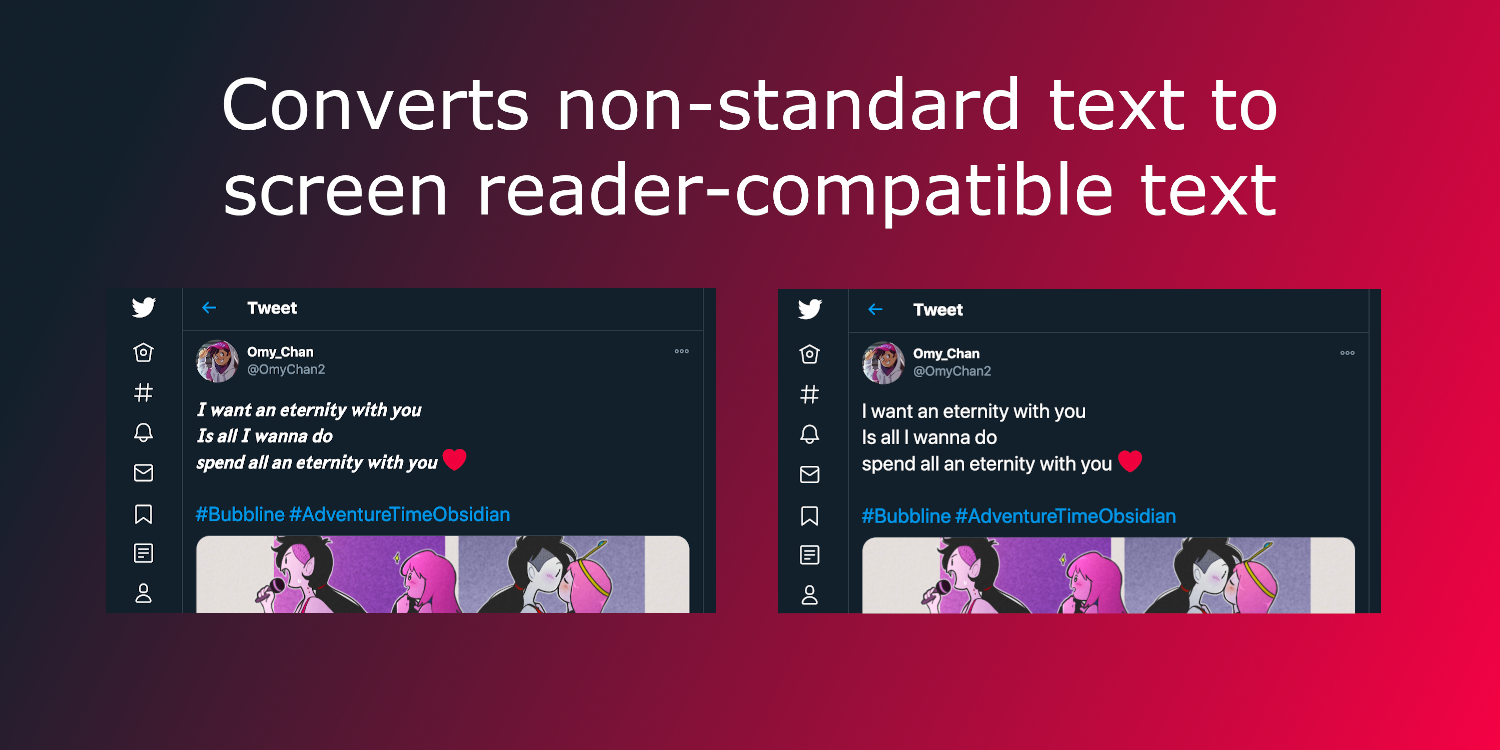 Converts non-standard text to
screen reader-compatible text
Tweet
Omy_Chan
@OmyChan2
𝙄 𝙬𝙖𝙣𝙩 𝙖𝙣 𝙚𝙩𝙚𝙧𝙣𝙞𝙩𝙮 𝙬𝙞𝙩𝙝 𝙮𝙤𝙪
𝙄𝙨 𝙖𝙡𝙡 𝙄 𝙬𝙖𝙣𝙣𝙖 𝙙𝙤
𝙨𝙥𝙚𝙣𝙙 𝙖𝙡𝙡 𝙖𝙣 𝙚𝙩𝙚𝙧𝙣𝙞𝙩𝙮 𝙬𝙞𝙩𝙝 𝙮𝙤𝙪 ❤️
#Bubbline #AdventureTimeObsidian
Tweet
Omy_Chan
@OmyChan2
I want an eternity with you
Is all I wanna do
spend all an eternity with you ❤️
#Bubbline #AdventureTimeObsidian